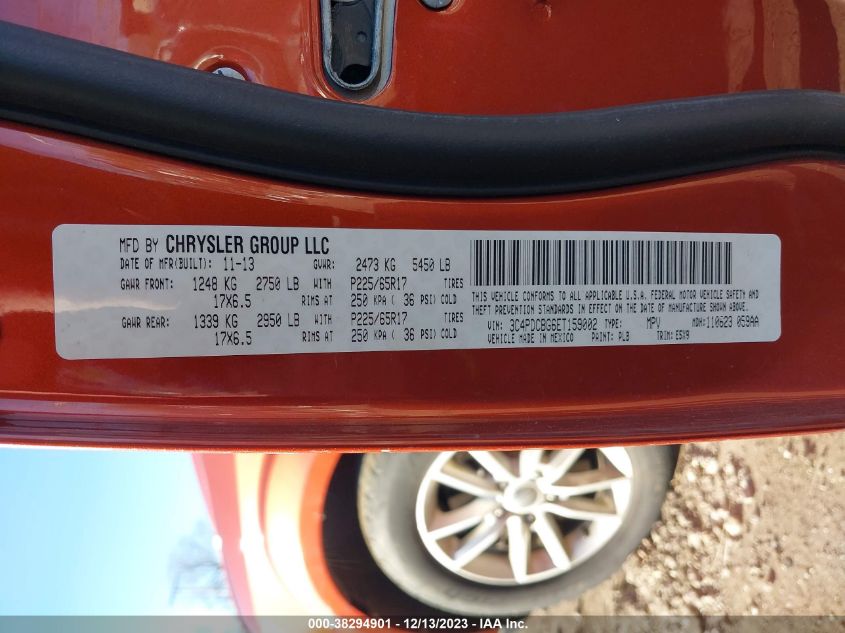 MFD BY CHRYSLER GROUP LLC
DATE OF MFR(BUILT): 11-13 GVWR: 2473 KG 5450 LB
GAWR FRONT: 1248 KG 2750 LB WITH P225/65R17 TIRES
17X6.5 RIMS AT 250 KPA ( 36 PSI) COLD
GAWR REAR: 1339 KG 2950 LB WITH P225/65R17 TIRES
17X6.5 RIMS AT 250 KPA ( 36 PSI) COLD
THIS VEHICLE CONFORMS TO ALL APPLICABLE U.S.A. FEDERAL MOTOR VEHICLE SAFETY AND
THEFT PREVENTION STANDARDS IN EFFECT ON THE DATE OF MANUFACTURE SHOWN ABOVE.
VIN: 3C4PDCBG6ET159002 TYPE: MPV MDH: 110623 059AA
VEHICLE MADE IN MEXICO PAINT: PLB TRIM: E5X9
000-38294901 - 12/13/2023 - IAA Inc.